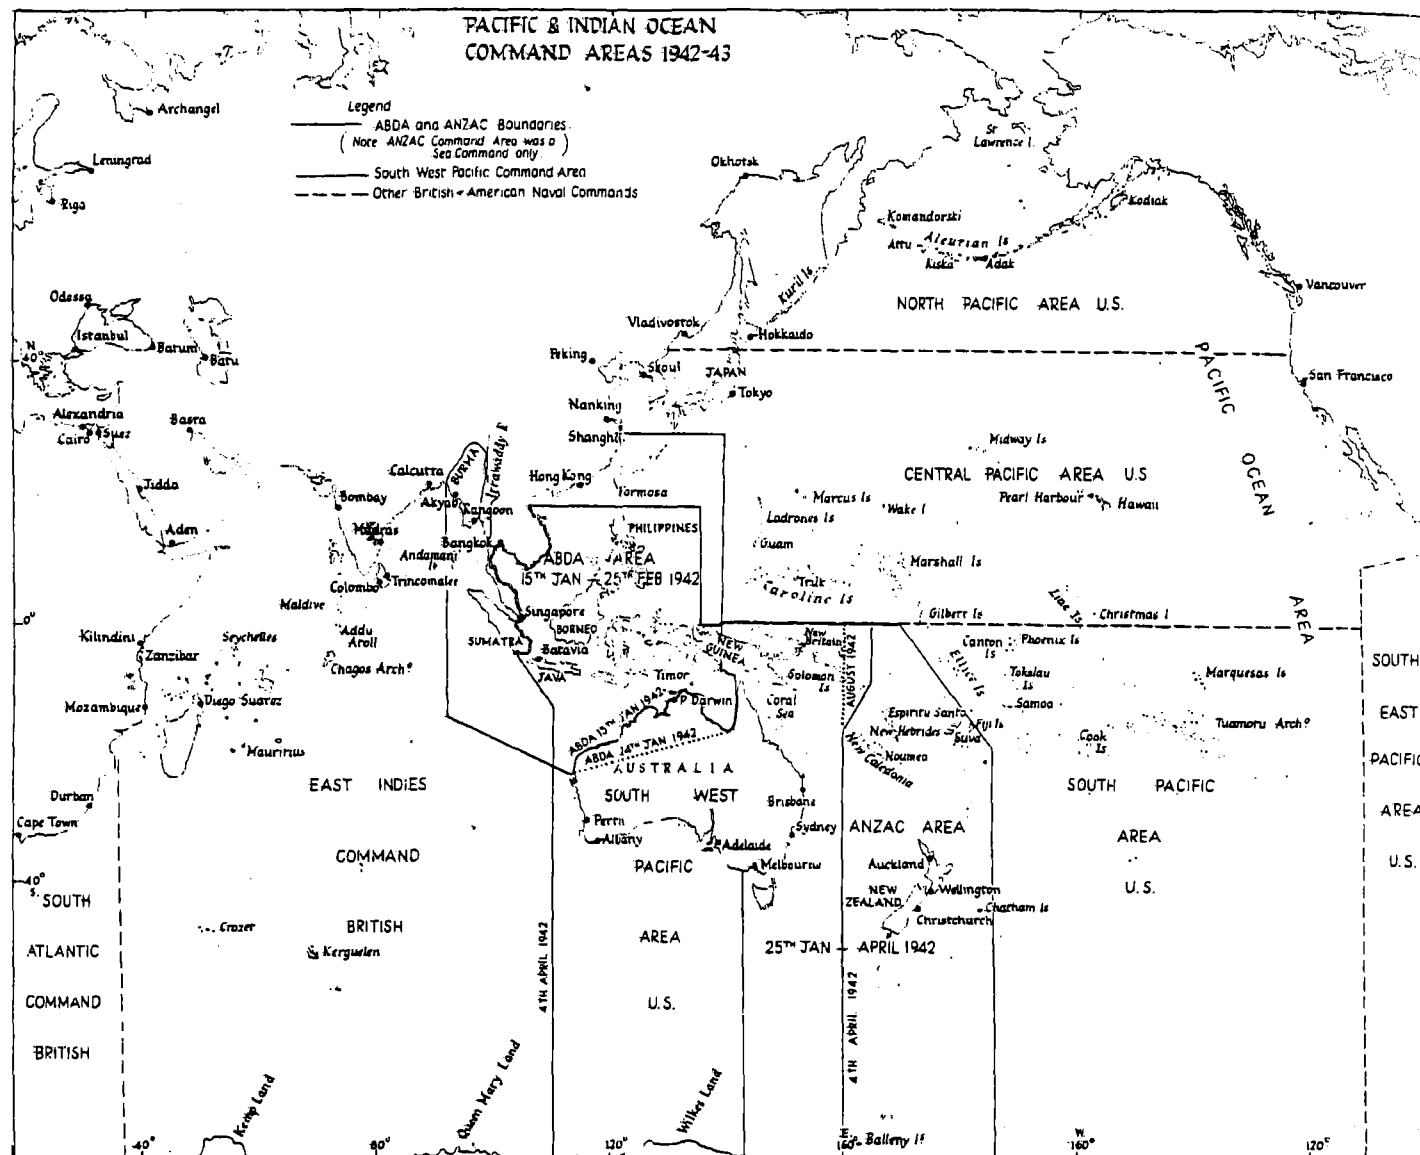 PACIFIC & INDIAN OCEAN
COMMAND AREAS 1942-43
Legend
ABDA and ANZAC Boundaries.
( Note ANZAC Command Area was a
Sea Command only. )
South West Pacific Command Area
Other British & American Naval Commands
Archangel
Leningrad
Riga
Okhotsk
St
Lawrence I.
Kodiak
Komandorski
Attu
Aleutian Is
Kiska
Adak
Kuril Is
NORTH PACIFIC AREA U.S.
Vancouver
Odessa
Istanbul
Batum
Batu
N
40°
Vladivostok
Hokkaido
Peking
Skoul
JAPAN
Tokyo
San Francisco
PACIFIC OCEAN AREA
Alexandria
Cairo
Suez
Basra
Nanking
Shanghi
Midway Is
CENTRAL PACIFIC AREA U.S
Calcutta
BURMA
Irrawaddy
Hong Kong
Formosa
Jidda
Bombay
Akyab
Rangoon
Marcus Is
Wake I
Pearl Harbour
Hawaii
Ladrones Is
Aden
Madras
Bangkok
PHILIPPINES
Guam
Andamani
ABDA AREA
15TH JAN - 25TH FEB 1942
Marshall Is
Colombo
Trincomalee
Truk
Caroline Is
Maldive
Singapore
Gilbert Is
Line Is
Christmas I
0°
Kilindini
Seychelles
Addu
Atoll
BORNEO
SUMATRA
NEW
GUINEA
New
Britain
AUGUST 1942
Canton
Is
Phoenix Is
SOUTH
EAST
PACIFIC
AREA
U.S.
Zanzibar
Chagos Arch°
Batavia
JAVA
Timor
Solomon
Is
Ellice Is
Tokelau
Is
Marquesas Is
Mozambique
Diego Suarez
P. Darwin
Coral
Sea
Samoa
ABDA 15TH JAN 1942
ABDA 14TH JAN 1942
Espiritu Santo
New Hebrides
Fiji Is
Suva
Tuamotu Arch°
Mauritius
Noumea
New Caledonia
Cook
Is
AUSTRALIA
EAST INDIES
COMMAND
BRITISH
SOUTH WEST
PACIFIC
AREA
U.S.
Brisbane
SOUTH PACIFIC
AREA
U.S.
Durban
Cape Town
Perth
Albany
Adelaide
Sydney
Melbourne
ANZAC AREA
Auckland
40°
S.
NEW
ZEALAND
Wellington
Christchurch
Chatham Is
SOUTH
ATLANTIC
COMMAND
BRITISH
Crozet
Kerguelen
4TH APRIL 1942
25TH JAN - APRIL 1942
4TH APRIL 1942
Kemp Land
Queen Mary Land
Wilkes Land
Balleny Is
40°
80°
120°
E
160°
W
160°
120°